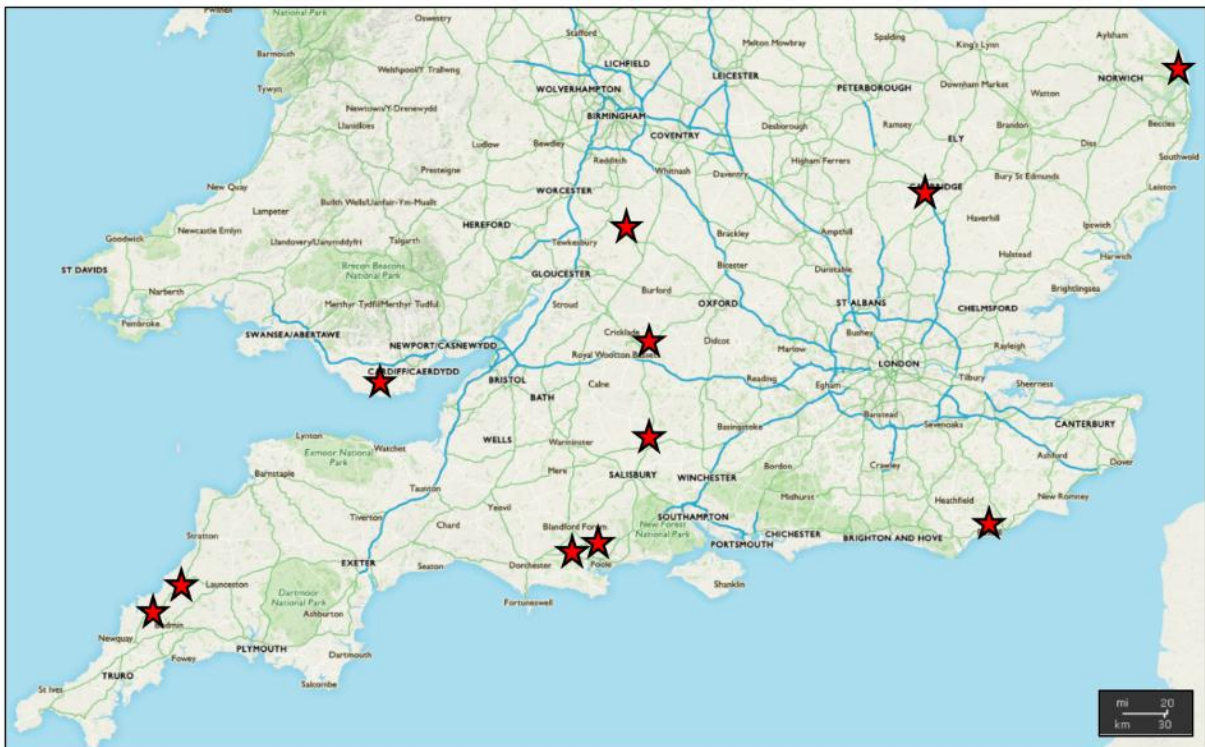 Pwllheli
National Park
Oswestry
Stafford
Melton Mowbray
Spalding
King's Lynn
Aylsham
Barmouth
Welshpool/Y Trallwng
LICHFIELD
LEICESTER
NORWICH
Tywyn
WOLVERHAMPTON
PETERBOROUGH
Downham Market
Watton
Newtown/Y Drenewydd
BIRMINGHAM
Llanidloes
COVENTRY
Desborough
Ramsey
ELY
Brandon
Beccles
Ludlow
Bewdley
Diss
Redditch
Higham Ferrers
Southwold
Presteigne
Whitnash
Daventry
Bury St Edmunds
New Quay
WORCESTER
Leiston
Lampeter
Builth Wells/Llanfair-Ym-Muallt
Haverhill
Goodwick
Newcastle Emlyn
HEREFORD
Brackley
Ampthill
Ipswich
Llandovery/Llanymddyfri
Talgarth
Tewkesbury
Halstead
Harwich
ST DAVIDS
Brecon Beacons
National Park
GLOUCESTER
Bicester
Dunstable
Brightlingsea
Narberth
Merthyr Tydfil/Merthyr Tudful
Stroud
Burford
OXFORD
ST ALBANS
CHELMSFORD
Pembroke
SWANSEA/ABERTAWE
Cricklade
Bushey
NEWPORT/CASNEWYDD
Didcot
Marlow
Rayleigh
Royal Wootton Bassett
LONDON
CARDIFF/CAERDYDD
BRISTOL
Calne
Reading
Egham
Tilbury
Sheerness
BATH
Banstead
Sevenoaks
CANTERBURY
Lynton
WELLS
Warminster
Basingstoke
Exmoor National
Park
Watchet
Ashford
Dover
Barnstaple
Mere
SALISBURY
WINCHESTER
Bordon
Crawley
Taunton
Midhurst
Heathfield
New Romney
Yeovil
Tiverton
Chard
Blandford Forum
New Forest
National Park
SOUTHAMPTON
Stratton
PORTSMOUTH
CHICHESTER
BRIGHTON AND HOVE
EXETER
Seaton
Dorchester
Poole
Launceston
Dartmoor
National Park
Shanklin
Fortuneswell
Ashburton
Newquay
PLYMOUTH
Dartmouth
Fowey
TRURO
Salcombe
St Ives
mi 20
km 30